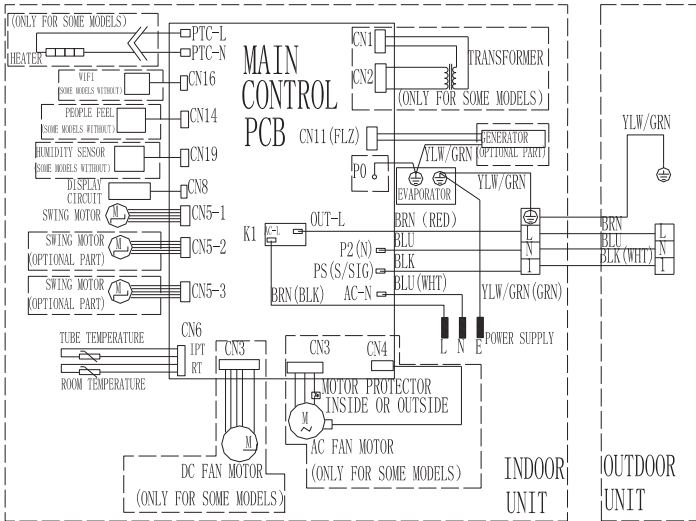 (ONLY FOR SOME MODELS)
HEATER
PTC-L
PTC-N
WIFI
(SOME MODELS WITHOUT)
CN16
PEOPLE FEEL
(SOME MODELS WITHOUT)
CN14
HUMIDITY SENSOR
(SOME MODELS WITHOUT)
CN19
DISPLAY
CIRCUIT
CN8
SWING MOTOR
M
CN5-1
SWING MOTOR
(OPTIONAL PART)
M
CN5-2
SWING MOTOR
(OPTIONAL PART)
M
CN5-3
CN6
TUBE TEMPERATURE
IPT
RT
ROOM TEMPERATURE
MAIN
CONTROL
PCB
CN1
CN2
TRANSFORMER
(ONLY FOR SOME MODELS)
CN11(FLZ)
GENERATOR
(OPTIONAL PART)
YLW/GRN
P0
EVAPORATOR
YLW/GRN
K1
AC-L
OUT-L
BRN (RED)
P2(N)
BLU
PS(S/SIG)
BLK
AC-N
BLU(WHT)
BRN(BLK)
YLW/GRN(GRN)
L
N
1
L N E
POWER SUPPLY
CN3
M
DC FAN MOTOR
(ONLY FOR SOME MODELS)
CN3
CN4
MOTOR PROTECTOR
INSIDE OR OUTSIDE
M
AC FAN MOTOR
(ONLY FOR SOME MODELS)
INDOOR
UNIT
YLW/GRN
BRN
BLU
BLK(WHT)
L
N
1
OUTDOOR
UNIT